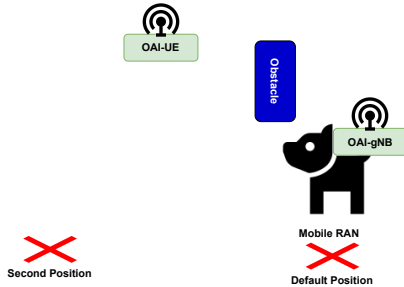 OAI-UE
Obstacle
OAI-gNB
Mobile RAN
Second Position
Default Position